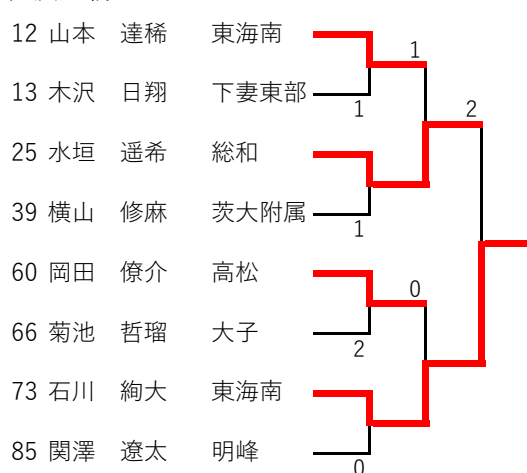 12 山本 達稀 東海南
1
13 木沢 日翔 下妻東部
1
2
25 水垣 遥希 総和
39 横山 修麻 茨大附属
1
60 岡田 僚介 高松
0
66 菊池 哲瑠 大子
2
73 石川 絢大 東海南
85 関澤 遼太 明峰
0